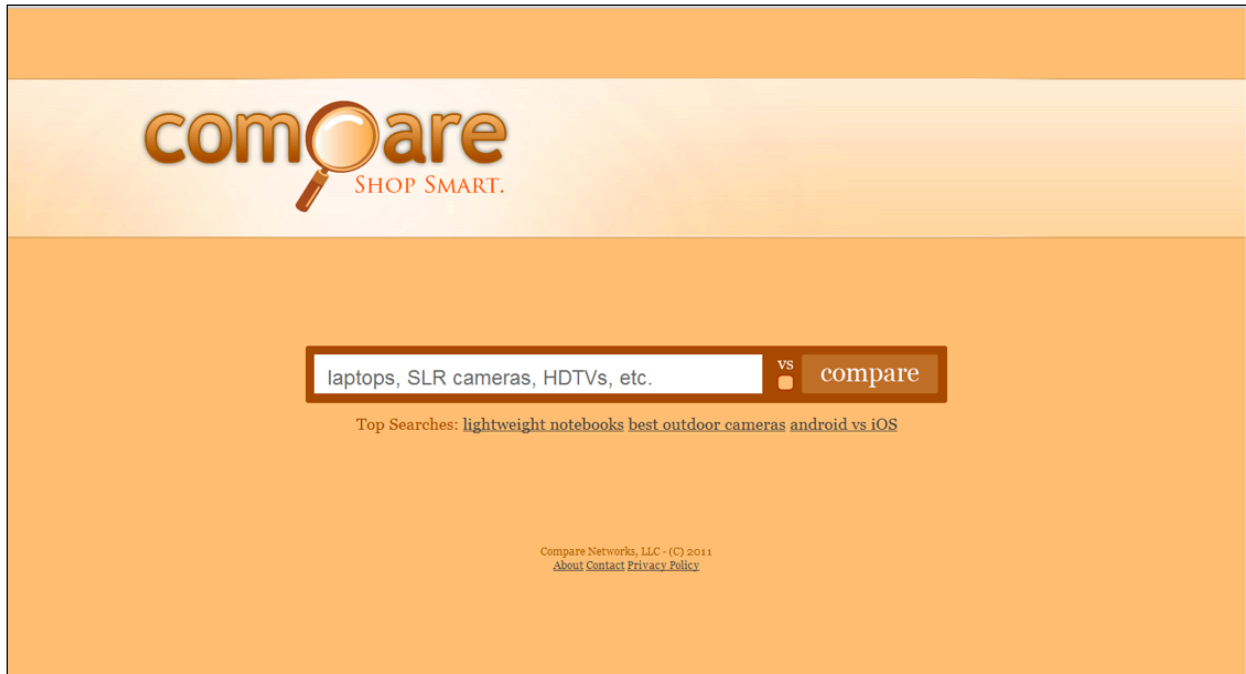 compare
SHOP SMART.
laptops, SLR cameras, HDTVs, etc.
vs
compare
Top Searches: lightweight notebooks best outdoor cameras android vs iOS
Compare Networks, LLC - (C) 2011
About Contact Privacy Policy